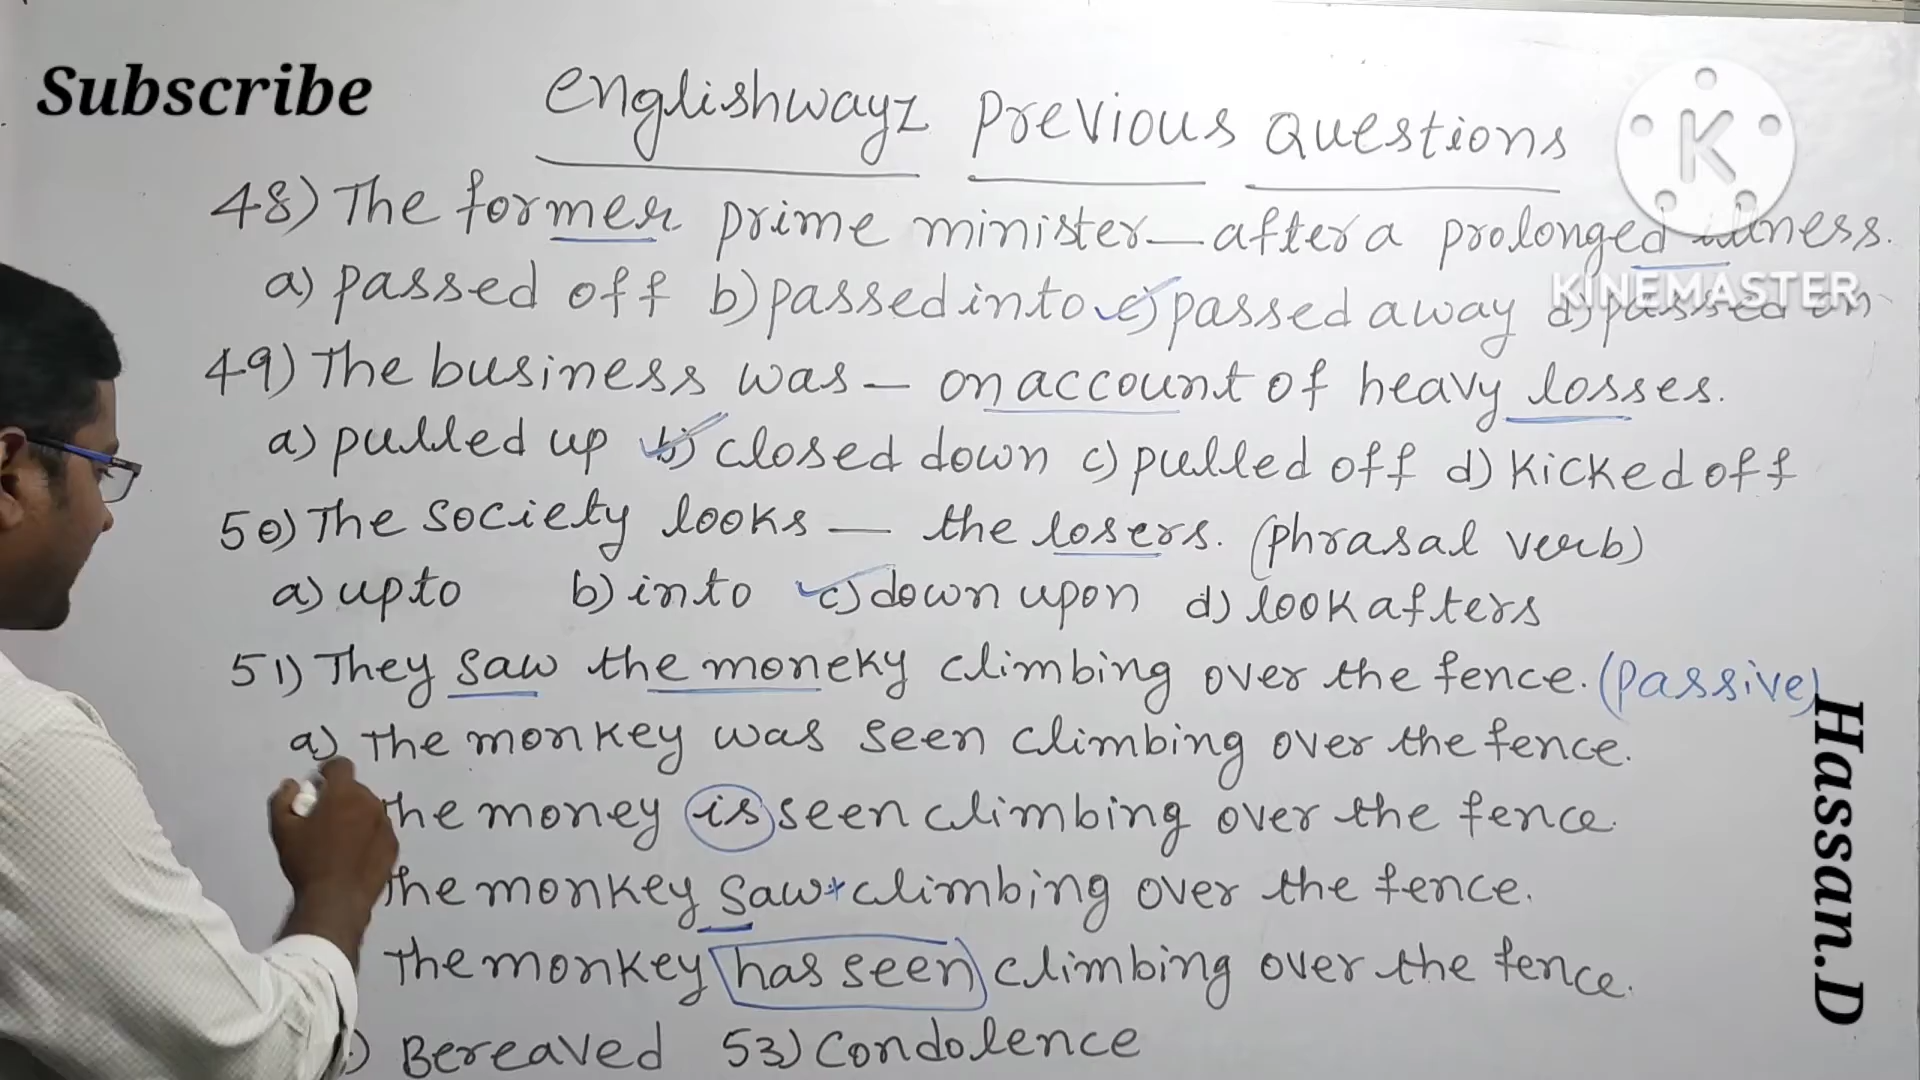 Subscribe
englishwayz previous Questions
K
48) The former prime minister — after a prolonged illness.
a) passed off b) passed into c) passed away d) passed on
KINEMASTER
49) The business was — on account of heavy losses.
a) pulled up b) closed down c) pulled off d) kicked off
50) The society looks — the losers. (phrasal verb)
a) up to b) into c) down upon d) look afters
51) They saw the moneky climbing over the fence. (passive)
a) The monkey was seen climbing over the fence.
the money is seen climbing over the fence.
the monkey saw climbing over the fence.
The monkey has seen climbing over the fence.
) Bereaved 53) Condolence
Hassan.D